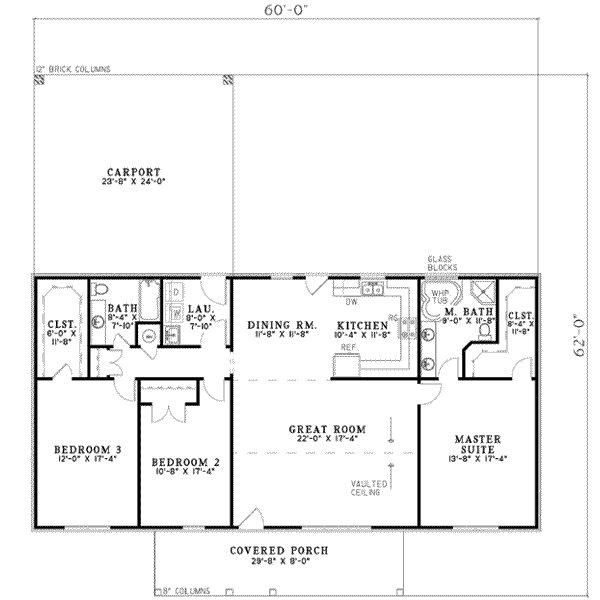 60'-0"
12" BRICK COLUMNS
CARPORT
23'-8" X 24'-0"
GLASS
BLOCKS
BATH
8'-4" X
7'-10"
D
W
LAU.
8'-0" X
7'-10"
CLST.
6'-0" X
11'-8"
DINING RM.
11'-8" X 11'-8"
DW.
KITCHEN
10'-4" X 11'-8"
RG.
REF.
WHP
TUB
M. BATH
9'-0" X 11'-8"
CLST.
8'-4" X
11'-8"
62'-0"
GREAT ROOM
22'-0" X 17'-4"
BEDROOM 3
12'-0" X 17'-4"
BEDROOM 2
10'-8" X 17'-4"
MASTER
SUITE
13'-8" X 17'-4"
VAULTED
CEILING
COVERED PORCH
29'-8" X 8'-0"
8" COLUMNS